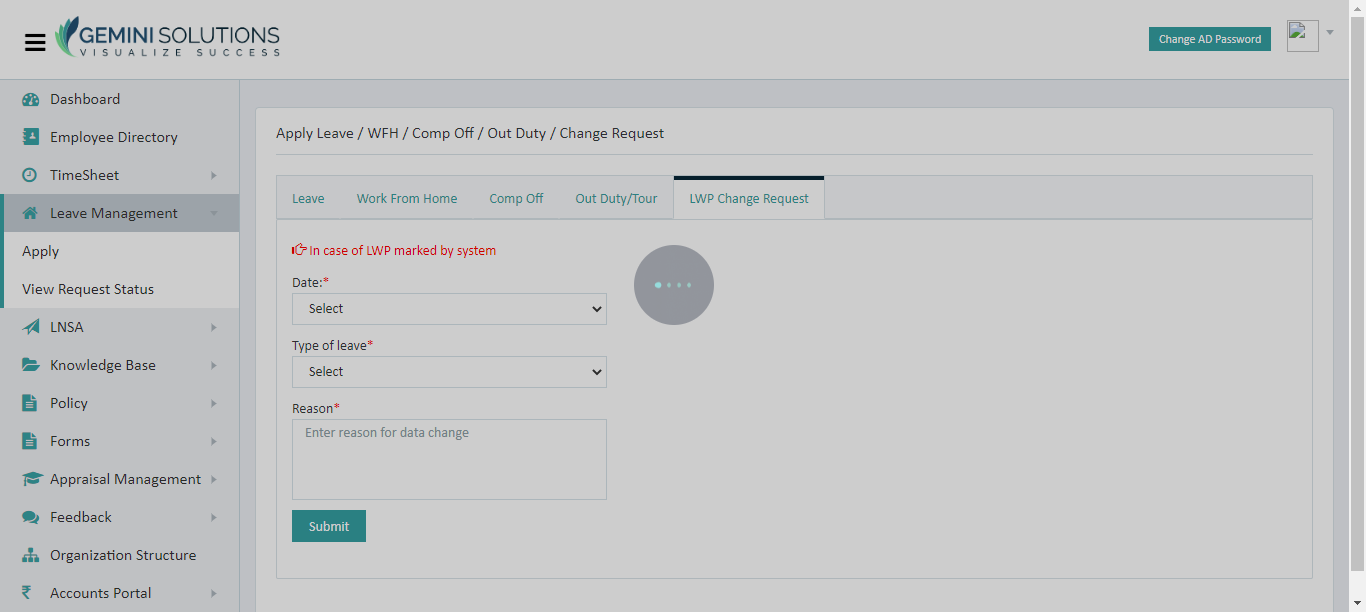 GEMINI SOLUTIONS
VISUALIZE SUCCESS
Change AD Password
Dashboard
Employee Directory
TimeSheet
Leave Management
Apply
View Request Status
LNSA
Knowledge Base
Policy
Forms
Appraisal Management
Feedback
Organization Structure
Accounts Portal
Apply Leave / WFH / Comp Off / Out Duty / Change Request
Leave
Work From Home
Comp Off
Out Duty/Tour
LWP Change Request
In case of LWP marked by system
Date:*
Select
Type of leave*
Select
Reason*
Enter reason for data change
Submit